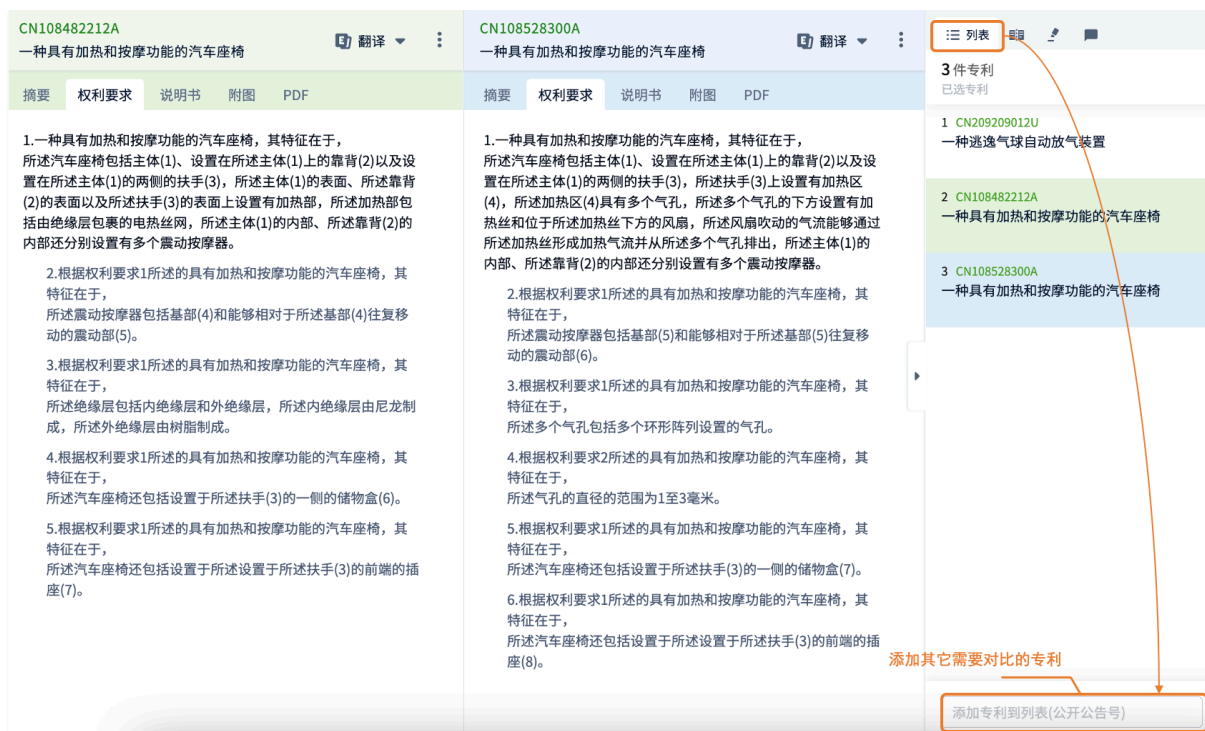 CN108482212A
一种具有加热和按摩功能的汽车座椅
翻译
摘要 权利要求 说明书 附图 PDF
1.一种具有加热和按摩功能的汽车座椅，其特征在于，
所述汽车座椅包括主体(1)、设置在所述主体(1)上的靠背(2)以及设
置在所述主体(1)的两侧的扶手(3)，所述主体(1)的表面、所述靠背
(2)的表面以及所述扶手(3)的表面上设置有加热部，所述加热部包
括由绝缘层包裹的电热丝网，所述主体(1)的内部、所述靠背(2)的
内部还分别设置有多个震动按摩器。
2.根据权利要求1所述的具有加热和按摩功能的汽车座椅，其
特征在于，
所述震动按摩器包括基部(4)和能够相对于所述基部(4)往复移
动的震动部(5)。
3.根据权利要求1所述的具有加热和按摩功能的汽车座椅，其
特征在于，
所述绝缘层包括内绝缘层和外绝缘层，所述内绝缘层由尼龙制
成，所述外绝缘层由树脂制成。
4.根据权利要求1所述的具有加热和按摩功能的汽车座椅，其
特征在于，
所述汽车座椅还包括设置于所述扶手(3)的一侧的储物盒(6)。
5.根据权利要求1所述的具有加热和按摩功能的汽车座椅，其
特征在于，
所述汽车座椅还包括设置于所述设置于所述扶手(3)的前端的插
座(7)。
CN108528300A
一种具有加热和按摩功能的汽车座椅
翻译
摘要 权利要求 说明书 附图 PDF
1.一种具有加热和按摩功能的汽车座椅，其特征在于，
所述汽车座椅包括主体(1)、设置在所述主体(1)上的靠背(2)以及设
置在所述主体(1)的两侧的扶手(3)，所述扶手(3)上设置有加热区
(4)，所述加热区(4)具有多个气孔，所述多个气孔的下方设置有加
热丝和位于所述加热丝下方的风扇，所述风扇吹动的气流能够通过
所述加热丝形成加热气流并从所述多个气孔排出，所述主体(1)的
内部、所述靠背(2)的内部还分别设置有多个震动按摩器。
2.根据权利要求1所述的具有加热和按摩功能的汽车座椅，其
特征在于，
所述震动按摩器包括基部(5)和能够相对于所述基部(5)往复移
动的震动部(6)。
3.根据权利要求1所述的具有加热和按摩功能的汽车座椅，其
特征在于，
所述多个气孔包括多个环形阵列设置的气孔。
4.根据权利要求2所述的具有加热和按摩功能的汽车座椅，其
特征在于，
所述气孔的直径的范围为1至3毫米。
5.根据权利要求1所述的具有加热和按摩功能的汽车座椅，其
特征在于，
所述汽车座椅还包括设置于所述扶手(3)的一侧的储物盒(7)。
6.根据权利要求1所述的具有加热和按摩功能的汽车座椅，其
特征在于，
所述汽车座椅还包括设置于所述设置于所述扶手(3)的前端的插
座(8)。
列表
3 件专利
已选专利
1 CN209209012U
一种逃逸气球自动放气装置
2 CN108482212A
一种具有加热和按摩功能的汽车座椅
3 CN108528300A
一种具有加热和按摩功能的汽车座椅
添加其它需要对比的专利
添加专利到列表(公开公告号)